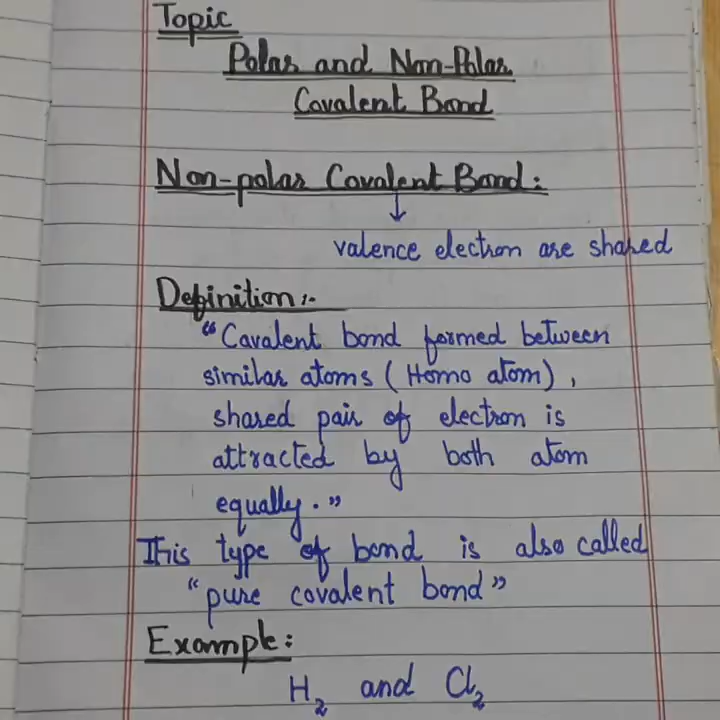 Topic
Polar and Non-Polar
Covalent Bond
Non-polar Covalent Bond:
↓
valence electron are shared
Definition:-
"Covalent bond formed between
similar atoms (Homo atom),
shared pair of electron is
attracted by both atom
equally."
This type of bond is also called
"pure covalent bond"
Example:
H₂ and Cl₂